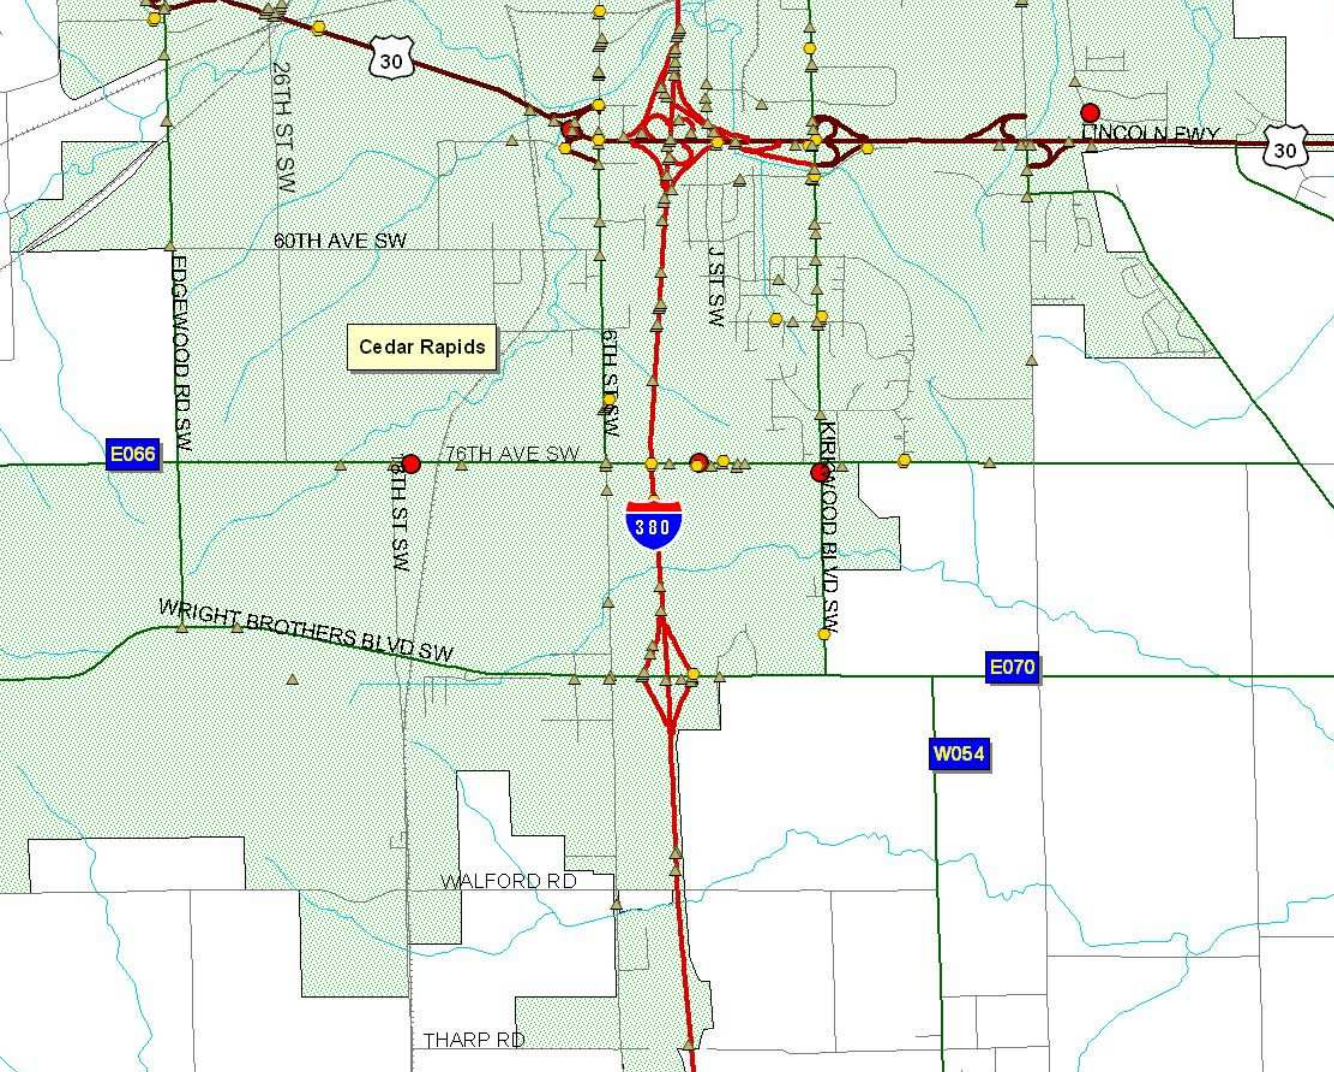 30
26TH ST SW
LINCOLN FWY
30
60TH AVE SW
EDGEWOOD RD SW
J ST SW
6TH ST SW
Cedar Rapids
E066
76TH AVE SW
KIRKWOOD BLVD SW
18TH ST SW
380
WRIGHT BROTHERS BLVD SW
E070
W054
WALFORD RD
THARP RD